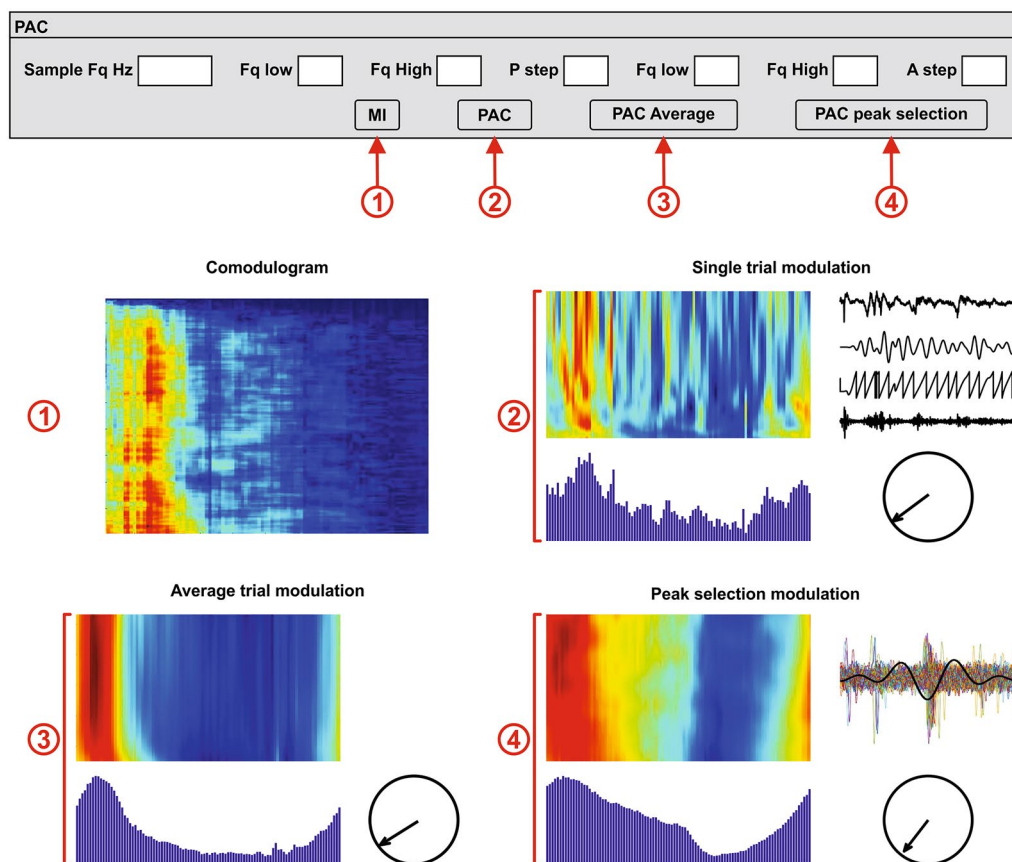 PAC
Sample Fq Hz Fq low Fq High P step Fq low Fq High A step
MI PAC PAC Average PAC peak selection
1 2 3 4
Comodulogram
Single trial modulation
1
2
Average trial modulation
Peak selection modulation
3
4